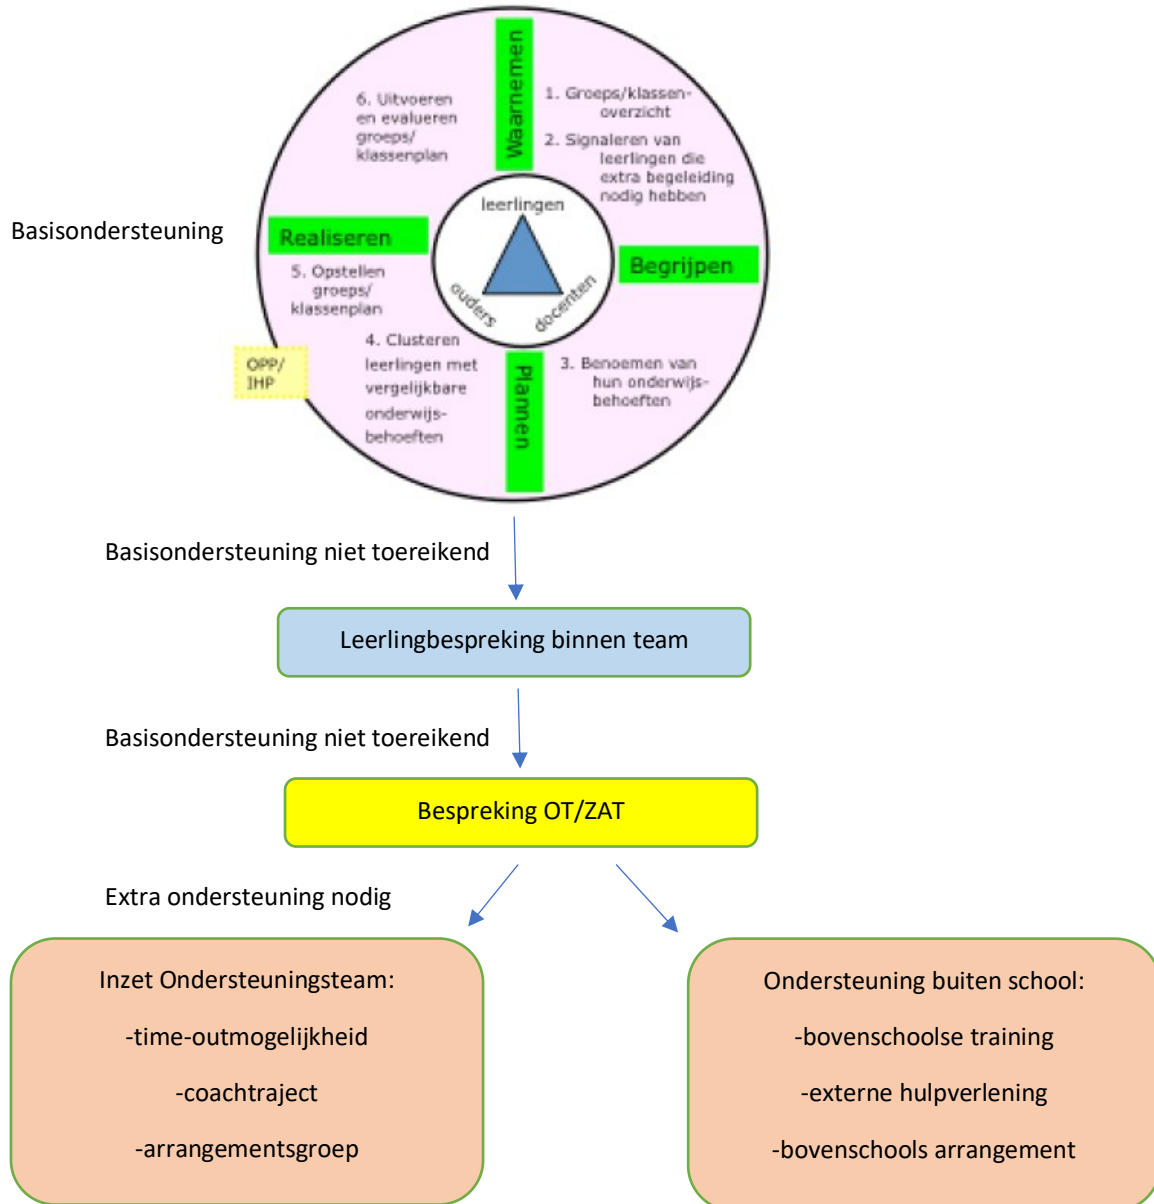 Waarnemen
1. Groeps/klassen-
overzicht
2. Signaleren van
leerlingen die
extra begeleiding
nodig hebben
6. Uitvoeren
en evalueren
groeps/
klassenplan
leerlingen
ouders
docenten
Basisondersteuning
Realiseren
Begrijpen
5. Opstellen
groeps/
klassenplan
4. Clusteren
leerlingen met
vergelijkbare
onderwijs-
behoeften
OPP/
IHP
Plannen
3. Benoemen van
hun onderwijs-
behoeften
Basisondersteuning niet toereikend
Leerlingbespreking binnen team
Basisondersteuning niet toereikend
Bespreking OT/ZAT
Extra ondersteuning nodig
Inzet Ondersteuningsteam:
-time-outmogelijkheid
-coachtraject
-arrangementsgroep
Ondersteuning buiten school:
-bovenschoolse training
-externe hulpverlening
-bovenschools arrangement